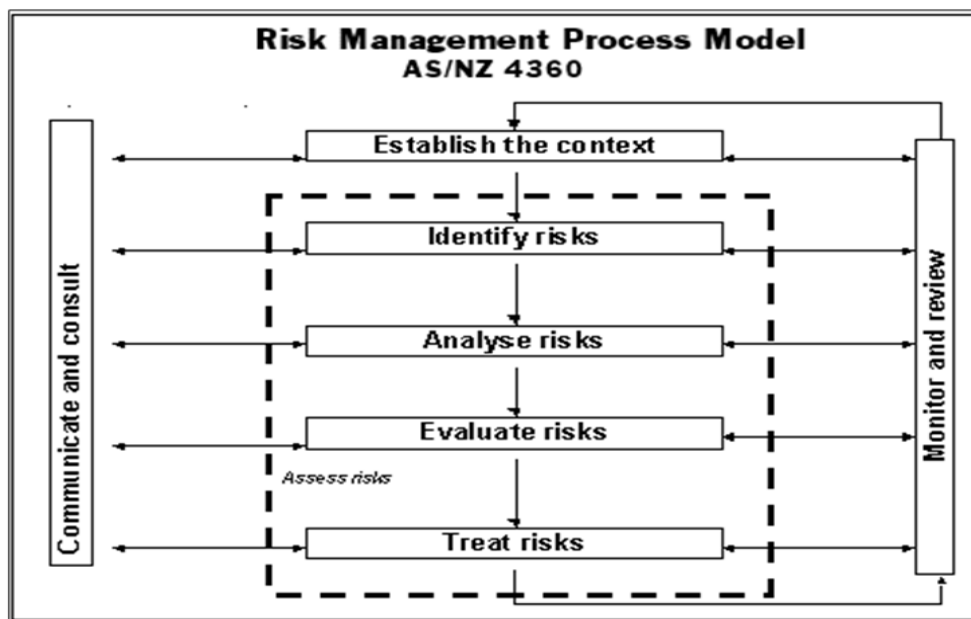 Risk Management Process Model
AS/NZ 4360
Establish the context
Identify risks
Analyse risks
Evaluate risks
Assess risks
Treat risks
Communicate and consult
Monitor and review